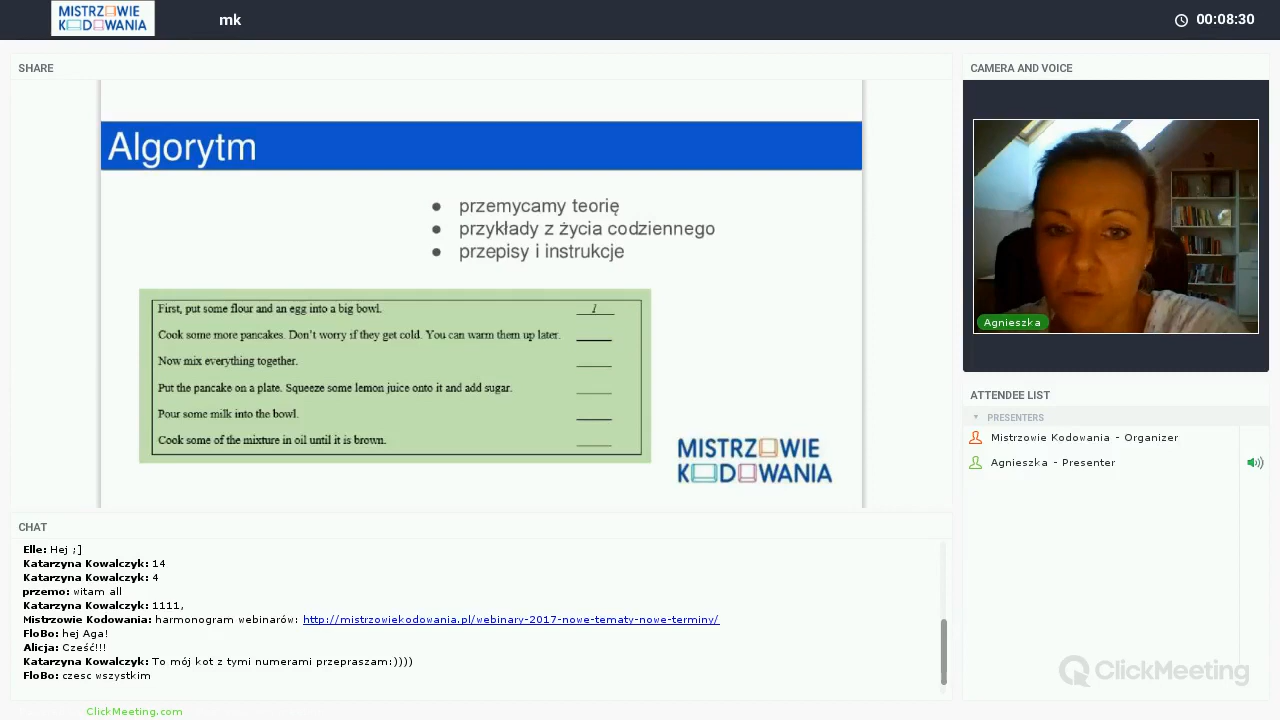 MISTRZOWIE
KODOWANIA
mk
00:08:30
SHARE
Algorytm
● przemycamy teorię
● przykłady z życia codziennego
● przepisy i instrukcje
First, put some flour and an egg into a big bowl. 1
Cook some more pancakes. Don't worry if they get cold. You can warm them up later.
Now mix everything together.
Put the pancake on a plate. Squeeze some lemon juice onto it and add sugar.
Pour some milk into the bowl.
Cook some of the mixture in oil until it is brown.
MISTRZOWIE
KODOWANIA
CAMERA AND VOICE
Agnieszka
ATTENDEE LIST
PRESENTERS
Mistrzowie Kodowania - Organizer
Agnieszka - Presenter
CHAT
Elle: Hej ;]
Katarzyna Kowalczyk: 14
Katarzyna Kowalczyk: 4
przemo: witam all
Katarzyna Kowalczyk: 1111,
Mistrzowie Kodowania: harmonogram webinarów: http://mistrzowiekodowania.pl/webinary-2017-nowe-tematy-nowe-terminy/
FloBo: hej Aga!
Alicja: Cześć!!!
Katarzyna Kowalczyk: To mój kot z tymi numerami przepraszam:))))
FloBo: czesc wszystkim
ClickMeeting
ClickMeeting.com